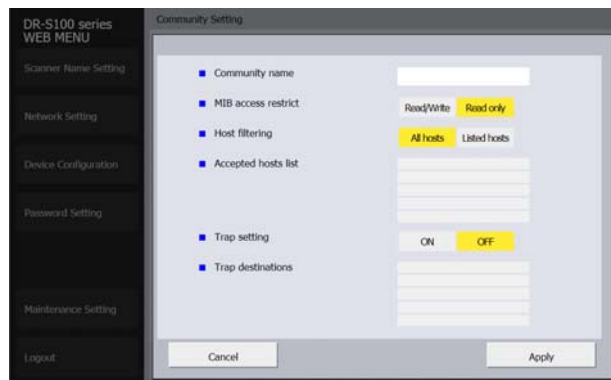 DR-S100 series
WEB MENU
Scanner Name Setting
Network Setting
Device Configuration
Password Setting
Maintenance Setting
Logout
Community Setting
Community name
MIB access restrict
Read/Write Read only
Host filtering
All hosts Listed hosts
Accepted hosts list
Trap setting
ON OFF
Trap destinations
Cancel Apply